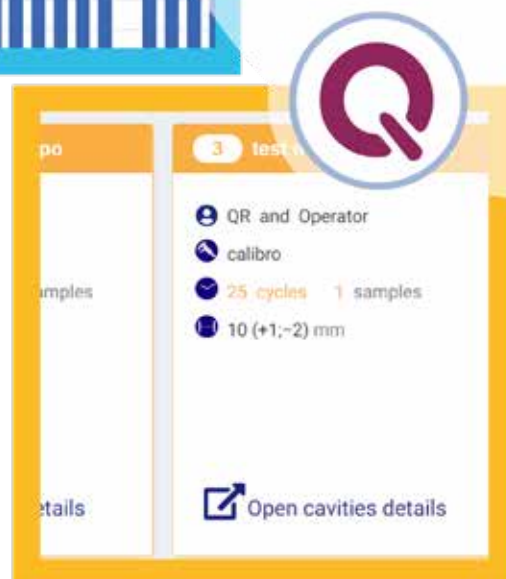 po
3 test
QR and Operator
calibro
amples
25 cycles 1 samples
10 (+1;-2) mm
etails
Open cavities details